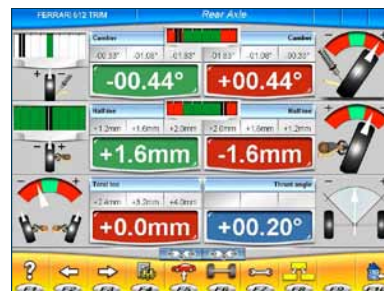 FERRARI 612 TRIM Rear Axle
Camber Camber
-00.33° -01.08° -01.83° -01.83° -01.08° -00.33°
-00.44° +00.44°
Half toe Half toe
+1.2mm +1.6mm +2.0mm +2.0mm +1.6mm +1.2mm
+1.6mm -1.6mm
Total toe Thrust angle
+2.4mm +3.2mm +4.0mm
+0.0mm +00.20°
?